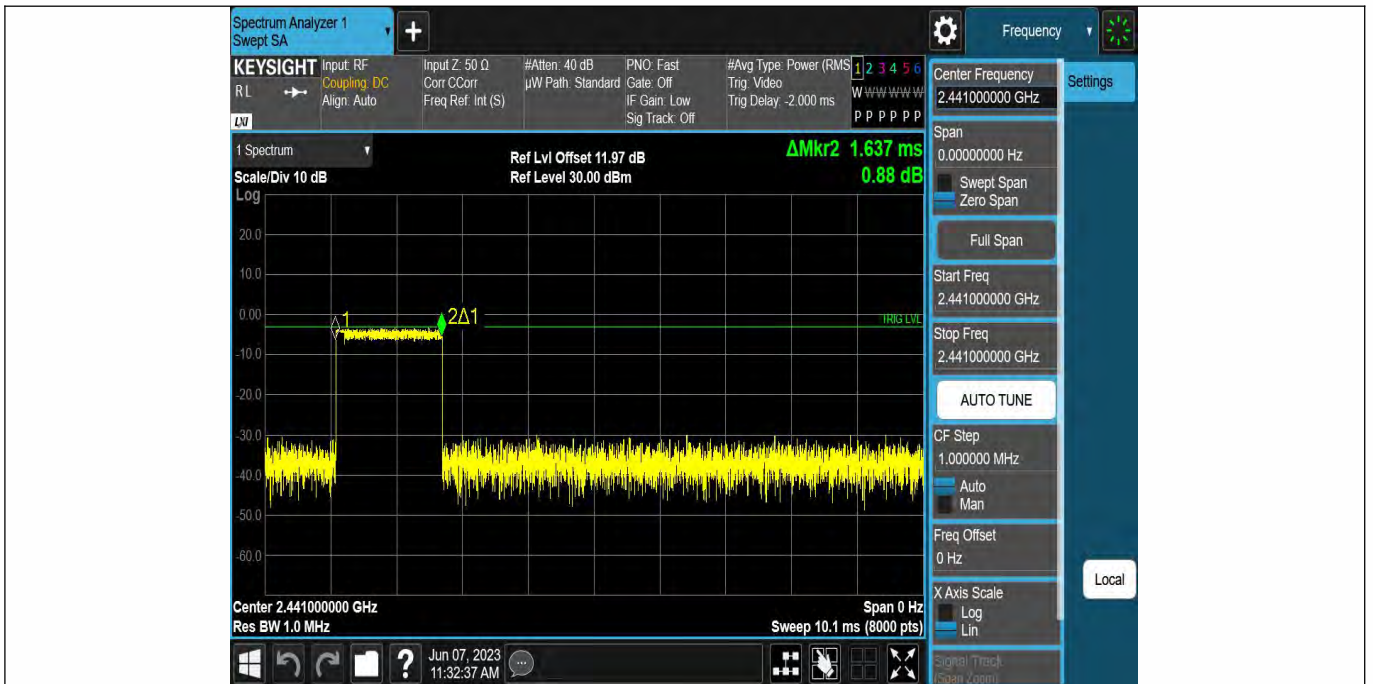 Spectrum Analyzer 1
Swept SA
Frequency
KEYSIGHT
RL
LXI
Input: RF
Coupling: DC
Align: Auto
Input Z: 50 Ω
Corr CCorr
Freq Ref: Int (S)
#Atten: 40 dB
µW Path: Standard
PNO: Fast
Gate: Off
IF Gain: Low
Sig Track: Off
#Avg Type: Power (RMS
Trig: Video
Trig Delay: -2.000 ms
1 2 3 4 5 6
W W W W W W
P P P P P P
1 Spectrum
Scale/Div 10 dB
Log
Ref Lvl Offset 11.97 dB
Ref Level 30.00 dBm
ΔMkr2 1.637 ms
0.88 dB
20.0
10.0
0.00
-10.0
-20.0
-30.0
-40.0
-50.0
-60.0
1
2Δ1
TRIG LVL
Center 2.441000000 GHz
Res BW 1.0 MHz
Span 0 Hz
Sweep 10.1 ms (8000 pts)
Jun 07, 2023
11:32:37 AM
Center Frequency
2.441000000 GHz
Span
0.00000000 Hz
Swept Span
Zero Span
Full Span
Start Freq
2.441000000 GHz
Stop Freq
2.441000000 GHz
AUTO TUNE
CF Step
1.000000 MHz
Auto
Man
Freq Offset
0 Hz
X Axis Scale
Log
Lin
Signal Track
(Span Zoom)
Settings
Local